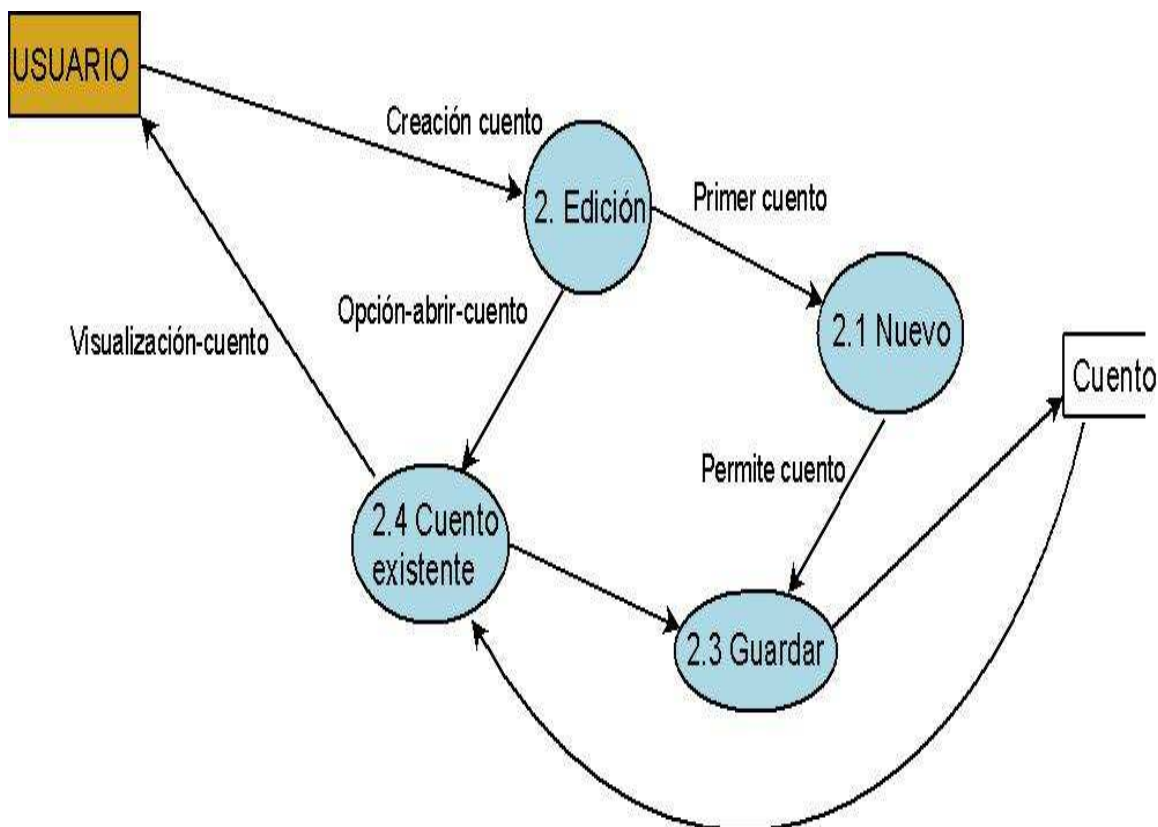 USUARIO
Creación cuento
2. Edición
Primer cuento
Opción-abrir-cuento
2.1 Nuevo
Visualización-cuento
Cuento
Permite cuento
2.4 Cuento
existente
2.3 Guardar